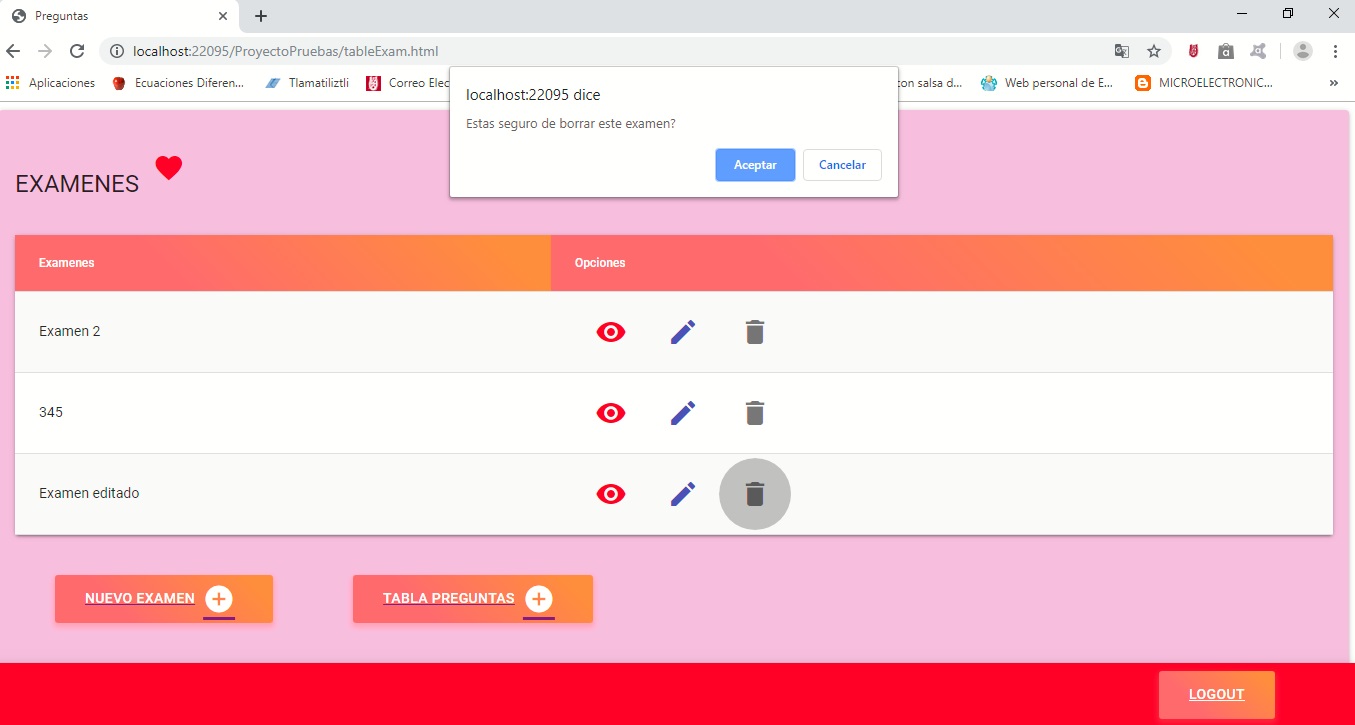 Preguntas
localhost:22095/ProyectoPruebas/tableExam.html
Aplicaciones
Ecuaciones Diferen...
Tlamatiliztli
Correo Elec
con salsa d...
Web personal de E...
MICROELECTRONIC...
»
localhost:22095 dice
Estas seguro de borrar este examen?
Aceptar
Cancelar
EXAMENES
Examenes
Opciones
Examen 2
345
Examen editado
NUEVO EXAMEN
TABLA PREGUNTAS
LOGOUT